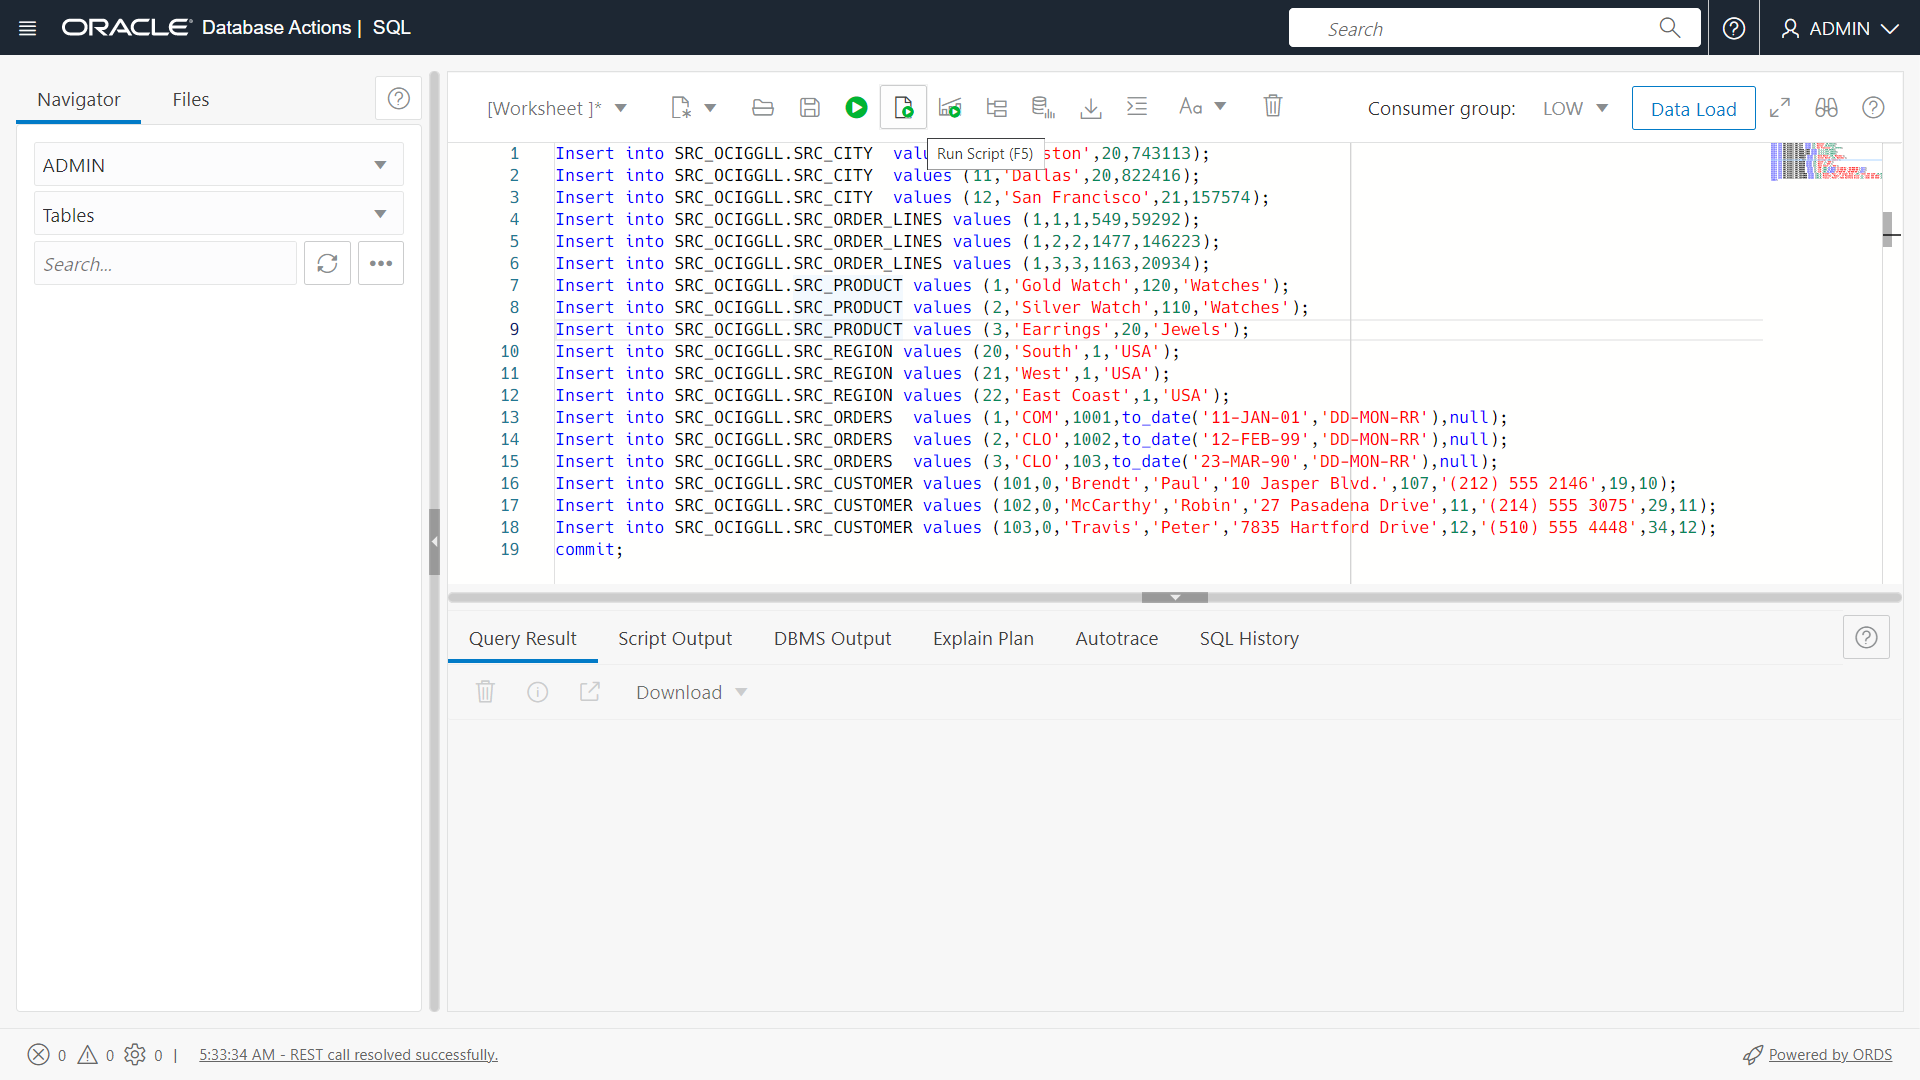 ORACLE Database Actions | SQL
Search
ADMIN
Navigator
Files
ADMIN
Tables
Search...
[Worksheet ]*
Aa
Consumer group:
LOW
Data Load
Run Script (F5)
1 Insert into SRC_OCIGGLL.SRC_CITY valu ston',20,743113);
2 Insert into SRC_OCIGGLL.SRC_CITY values (11,'Dallas',20,822416);
3 Insert into SRC_OCIGGLL.SRC_CITY values (12,'San Francisco',21,157574);
4 Insert into SRC_OCIGGLL.SRC_ORDER_LINES values (1,1,1,549,59292);
5 Insert into SRC_OCIGGLL.SRC_ORDER_LINES values (1,2,2,1477,146223);
6 Insert into SRC_OCIGGLL.SRC_ORDER_LINES values (1,3,3,1163,20934);
7 Insert into SRC_OCIGGLL.SRC_PRODUCT values (1,'Gold Watch',120,'Watches');
8 Insert into SRC_OCIGGLL.SRC_PRODUCT values (2,'Silver Watch',110,'Watches');
9 Insert into SRC_OCIGGLL.SRC_PRODUCT values (3,'Earrings',20,'Jewels');
10 Insert into SRC_OCIGGLL.SRC_REGION values (20,'South',1,'USA');
11 Insert into SRC_OCIGGLL.SRC_REGION values (21,'West',1,'USA');
12 Insert into SRC_OCIGGLL.SRC_REGION values (22,'East Coast',1,'USA');
13 Insert into SRC_OCIGGLL.SRC_ORDERS values (1,'COM',1001,to_date('11-JAN-01','DD-MON-RR'),null);
14 Insert into SRC_OCIGGLL.SRC_ORDERS values (2,'CLO',1002,to_date('12-FEB-99','DD-MON-RR'),null);
15 Insert into SRC_OCIGGLL.SRC_ORDERS values (3,'CLO',103,to_date('23-MAR-90','DD-MON-RR'),null);
16 Insert into SRC_OCIGGLL.SRC_CUSTOMER values (101,0,'Brendt','Paul','10 Jasper Blvd.',107,'(212) 555 2146',19,10);
17 Insert into SRC_OCIGGLL.SRC_CUSTOMER values (102,0,'McCarthy','Robin','27 Pasadena Drive',11,'(214) 555 3075',29,11);
18 Insert into SRC_OCIGGLL.SRC_CUSTOMER values (103,0,'Travis','Peter','7835 Hartford Drive',12,'(510) 555 4448',34,12);
19 commit;
Query Result
Script Output
DBMS Output
Explain Plan
Autotrace
SQL History
Download
0 0 0 | 5:33:34 AM - REST call resolved successfully.
Powered by ORDS